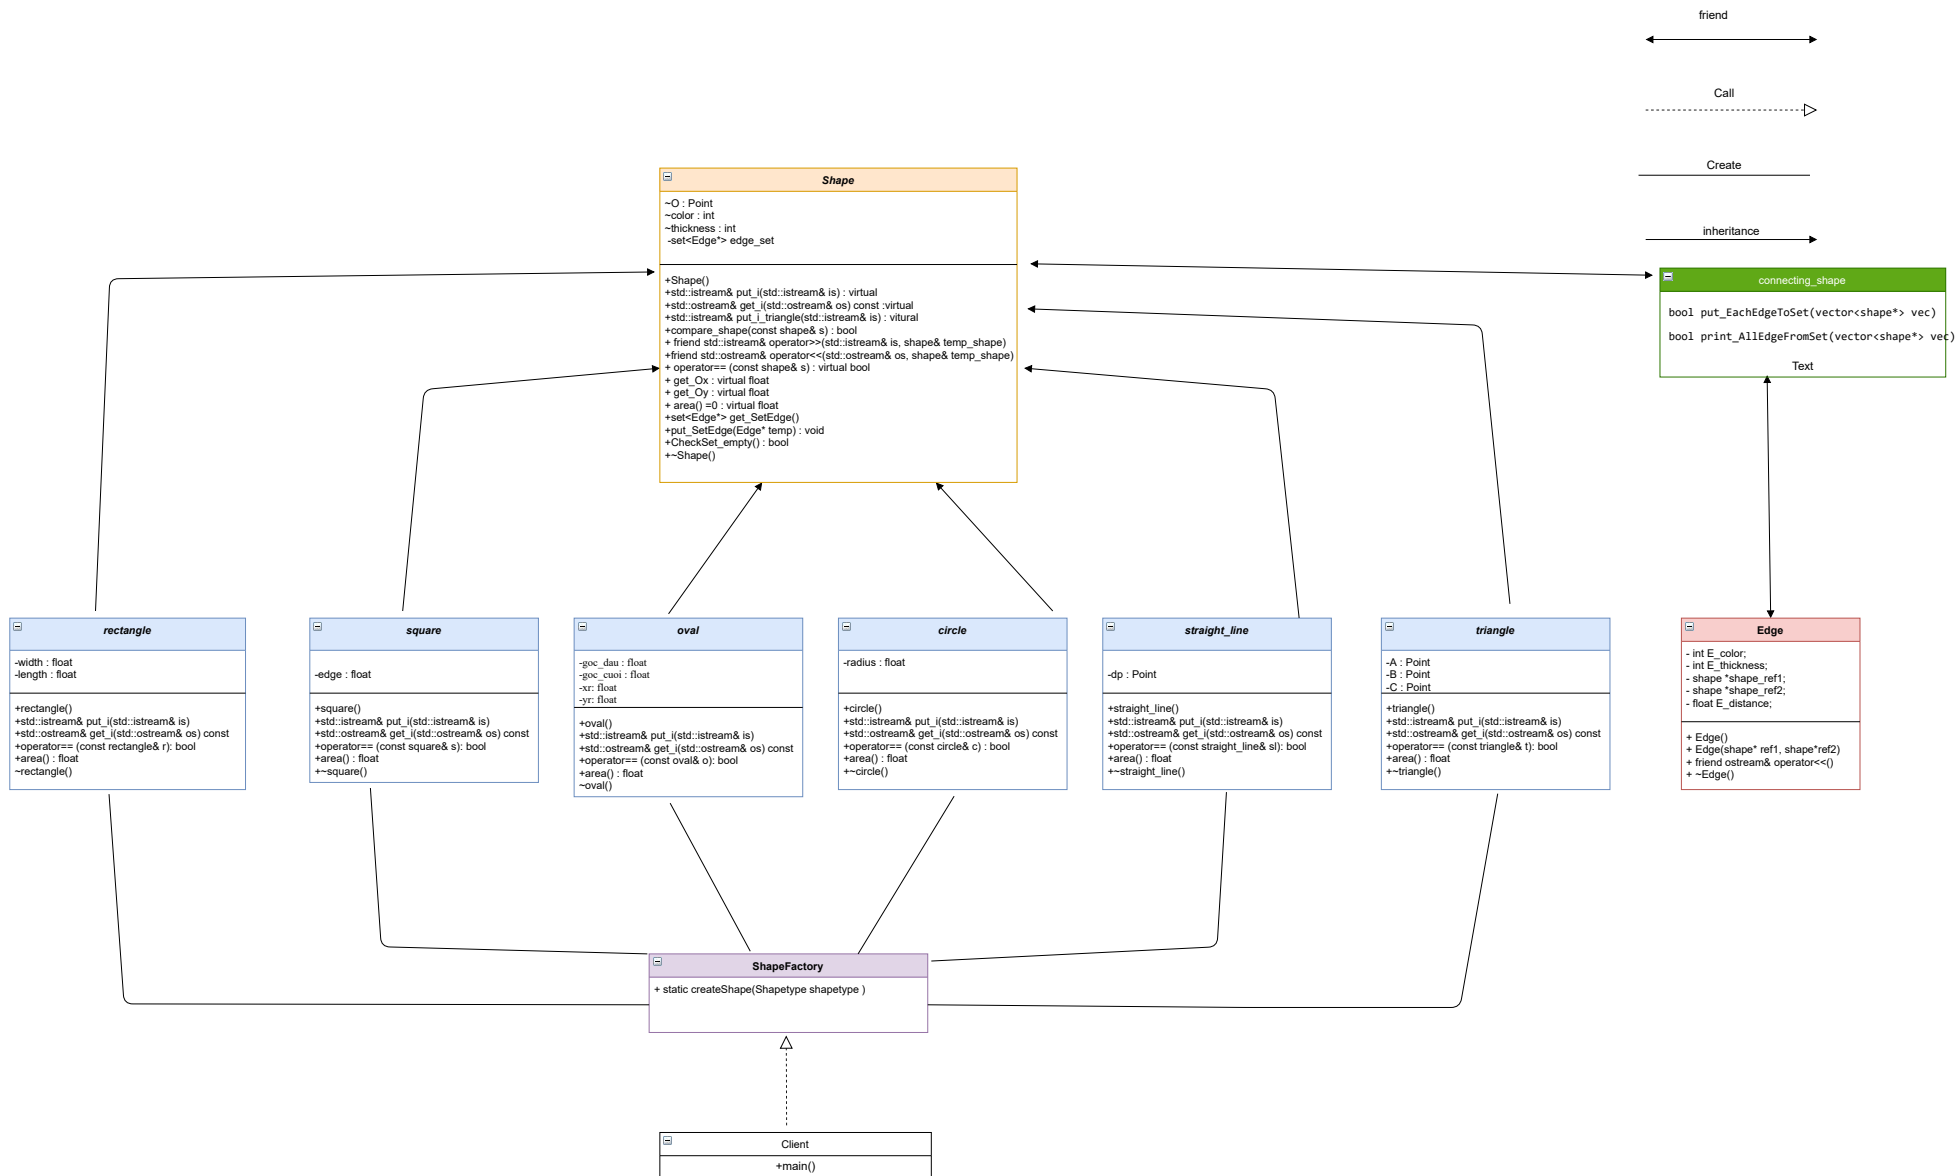 friend
Call
Create
inheritance
Shape
~O : Point
~color : int
~thickness : int
-set<Edge*> edge_set
+Shape()
+std::istream& put_i(std::istream& is) : virtual
+std::ostream& get_i(std::ostream& os) const :virtual
+std::istream& put_i_triangle(std::istream& is) : vitural
+compare_shape(const shape& s) : bool
+ friend std::istream& operator>>(std::istream& is, shape& temp_shape)
+friend std::ostream& operator<<(std::ostream& os, shape& temp_shape)
+ operator== (const shape& s) : virtual bool
+ get_Ox : virtual float
+ get_Oy : virtual float
+ area() =0 : virtual float
+set<Edge*> get_SetEdge()
+put_SetEdge(Edge* temp) : void
+CheckSet_empty() : bool
+~Shape()
connecting_shape
bool put_EachEdgeToSet(vector<shape*> vec)
bool print_AllEdgeFromSet(vector<shape*> vec)
Text
rectangle
-width : float
-length : float
+rectangle()
+std::istream& put_i(std::istream& is)
+std::ostream& get_i(std::ostream& os) const
+operator== (const rectangle& r): bool
+area() : float
~rectangle()
square
-edge : float
+square()
+std::istream& put_i(std::istream& is)
+std::ostream& get_i(std::ostream& os) const
+operator== (const square& s): bool
+area() : float
+~square()
oval
-goc_dau : float
-goc_cuoi : float
-xr: float
-yr: float
+oval()
+std::istream& put_i(std::istream& is)
+std::ostream& get_i(std::ostream& os) const
+operator== (const oval& o): bool
+area() : float
~oval()
circle
-radius : float
+circle()
+std::istream& put_i(std::istream& is)
+std::ostream& get_i(std::ostream& os) const
+operator== (const circle& c) : bool
+area() : float
+~circle()
straight_line
-dp : Point
+straight_line()
+std::istream& put_i(std::istream& is)
+std::ostream& get_i(std::ostream& os) const
+operator== (const straight_line& sl): bool
+area() : float
+~straight_line()
triangle
-A : Point
-B : Point
-C : Point
+triangle()
+std::istream& put_i(std::istream& is)
+std::ostream& get_i(std::ostream& os) const
+operator== (const triangle& t): bool
+area() : float
+~triangle()
Edge
- int E_color;
- int E_thickness;
- shape *shape_ref1;
- shape *shape_ref2;
- float E_distance;
+ Edge()
+ Edge(shape* ref1, shape*ref2)
+ friend ostream& operator<<()
+ ~Edge()
ShapeFactory
+ static createShape(Shapetype shapetype )
Client
+main()